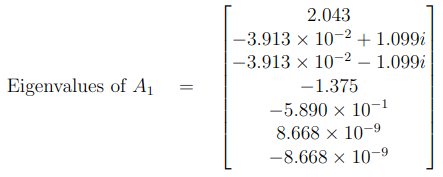 2.043
−3.913 × 10⁻² + 1.099i
−3.913 × 10⁻² − 1.099i
Eigenvalues of A₁ = −1.375
−5.890 × 10⁻¹
8.668 × 10⁻⁹
−8.668 × 10⁻⁹